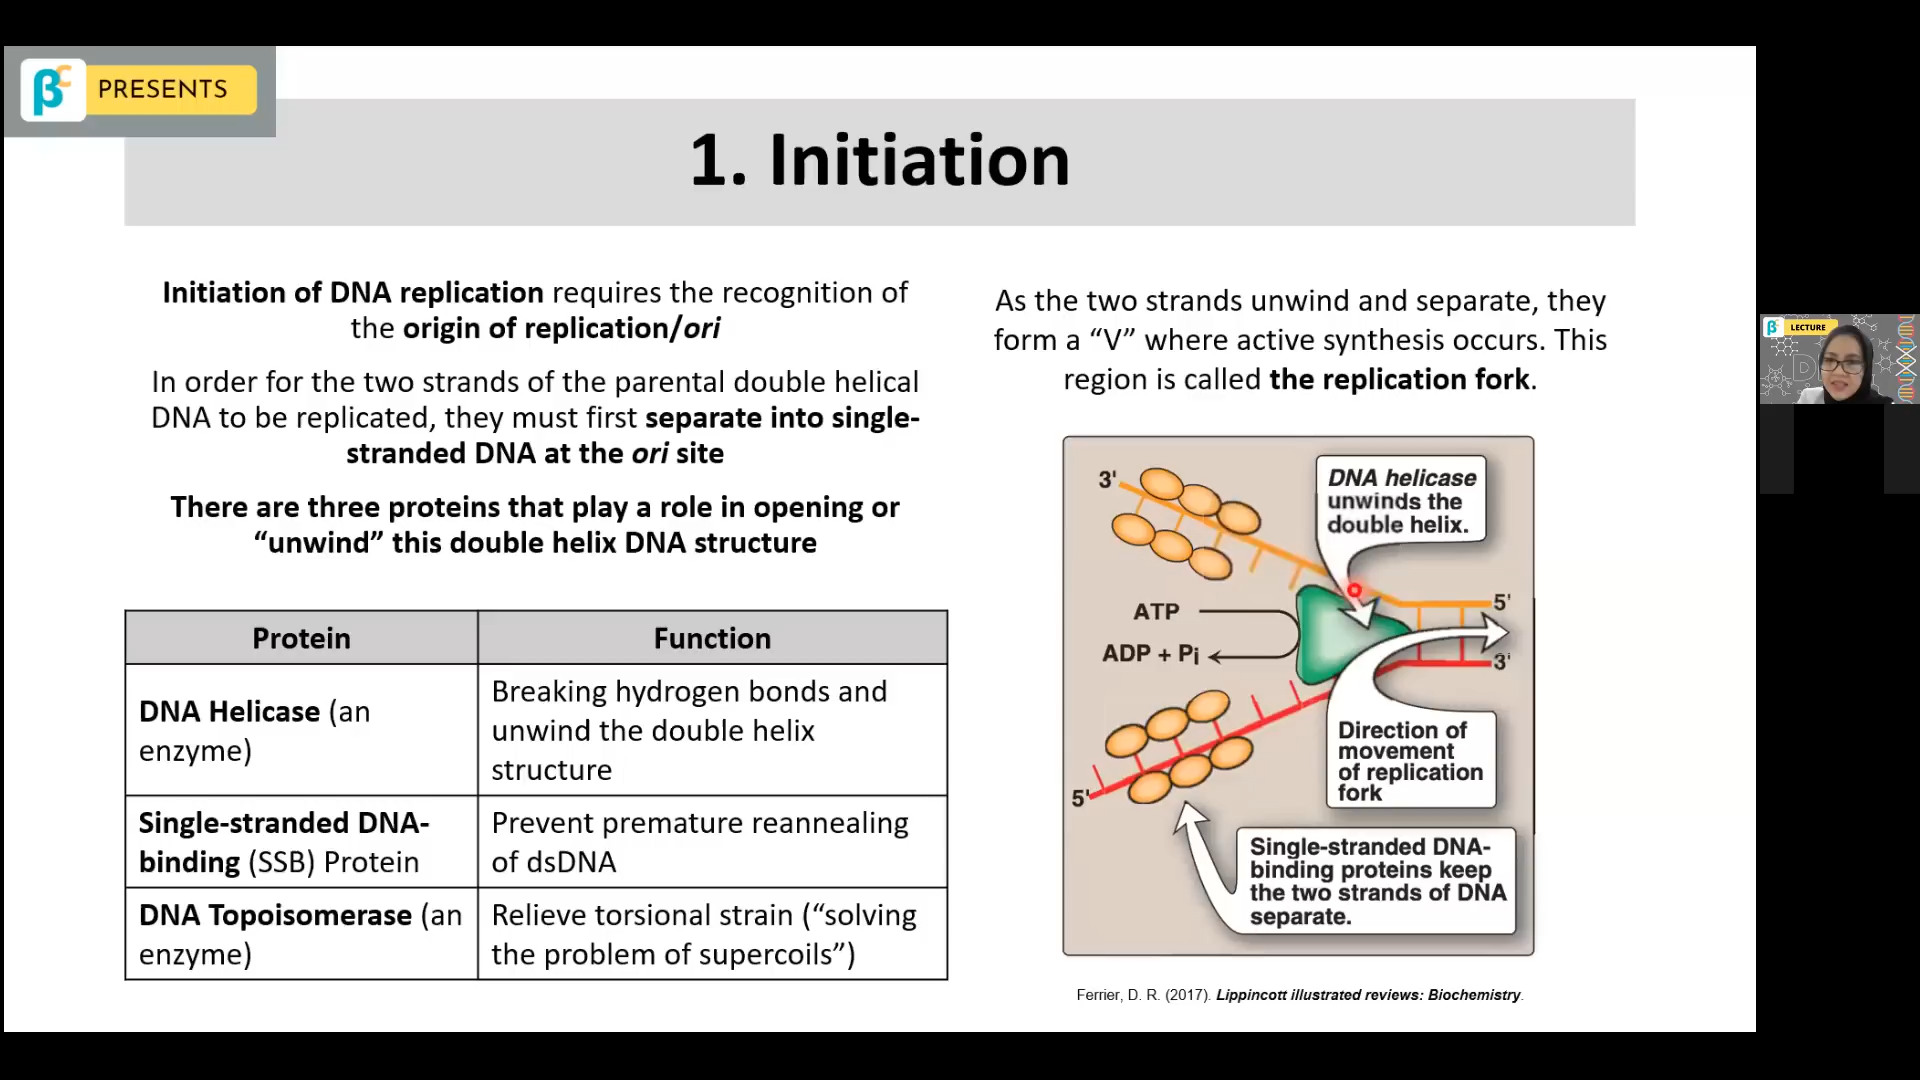 βc PRESENTS
1. Initiation
Initiation of DNA replication requires the recognition of
the origin of replication/ori
In order for the two strands of the parental double helical
DNA to be replicated, they must first separate into single-
stranded DNA at the ori site
There are three proteins that play a role in opening or
“unwind” this double helix DNA structure
Protein
Function
DNA Helicase (an
enzyme)
Breaking hydrogen bonds and
unwind the double helix
structure
Single-stranded DNA-
binding (SSB) Protein
Prevent premature reannealing
of dsDNA
DNA Topoisomerase (an
enzyme)
Relieve torsional strain (“solving
the problem of supercoils”)
As the two strands unwind and separate, they
form a “V” where active synthesis occurs. This
region is called the replication fork.
3'
DNA helicase
unwinds the
double helix.
ATP
ADP + Pi
5'
3'
Direction of
movement
of replication
fork
5'
Single-stranded DNA-
binding proteins keep
the two strands of DNA
separate.
Ferrier, D. R. (2017). Lippincott illustrated reviews: Biochemistry.
βc LECTURE